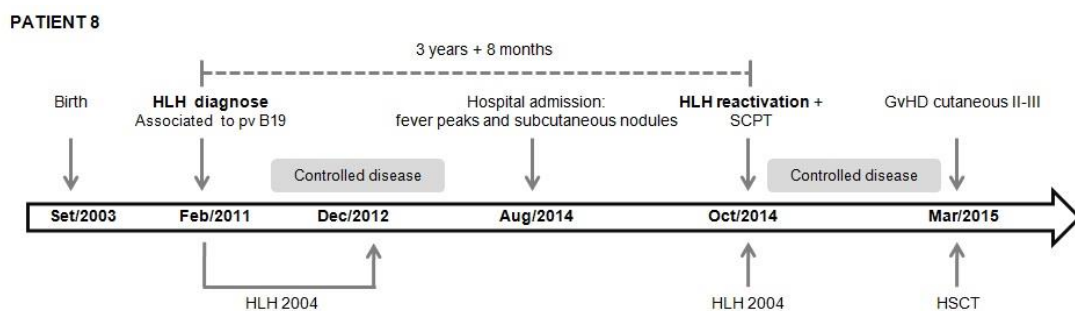 PATIENT 8
3 years + 8 months
Birth
HLH diagnose
Associated to pv B19
Hospital admission:
fever peaks and subcutaneous nodules
HLH reactivation +
SCPT
GvHD cutaneous II-III
Controlled disease
Controlled disease
Set/2003
Feb/2011
Dec/2012
Aug/2014
Oct/2014
Mar/2015
HLH 2004
HLH 2004
HSCT